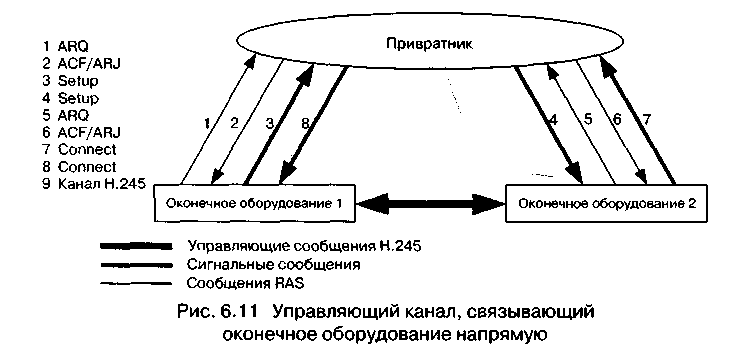 Привратник
1 ARQ
2 ACF/ARJ
3 Setup
4 Setup
5 ARQ
6 ACF/ARJ
7 Connect
8 Connect
9 Канал H.245
1 2 3 8 4 5 6 7
Оконечное оборудование 1
Оконечное оборудование 2
Управляющие сообщения H.245
Сигнальные сообщения
Сообщения RAS
Рис. 6.11 Управляющий канал, связывающий
оконечное оборудование напрямую